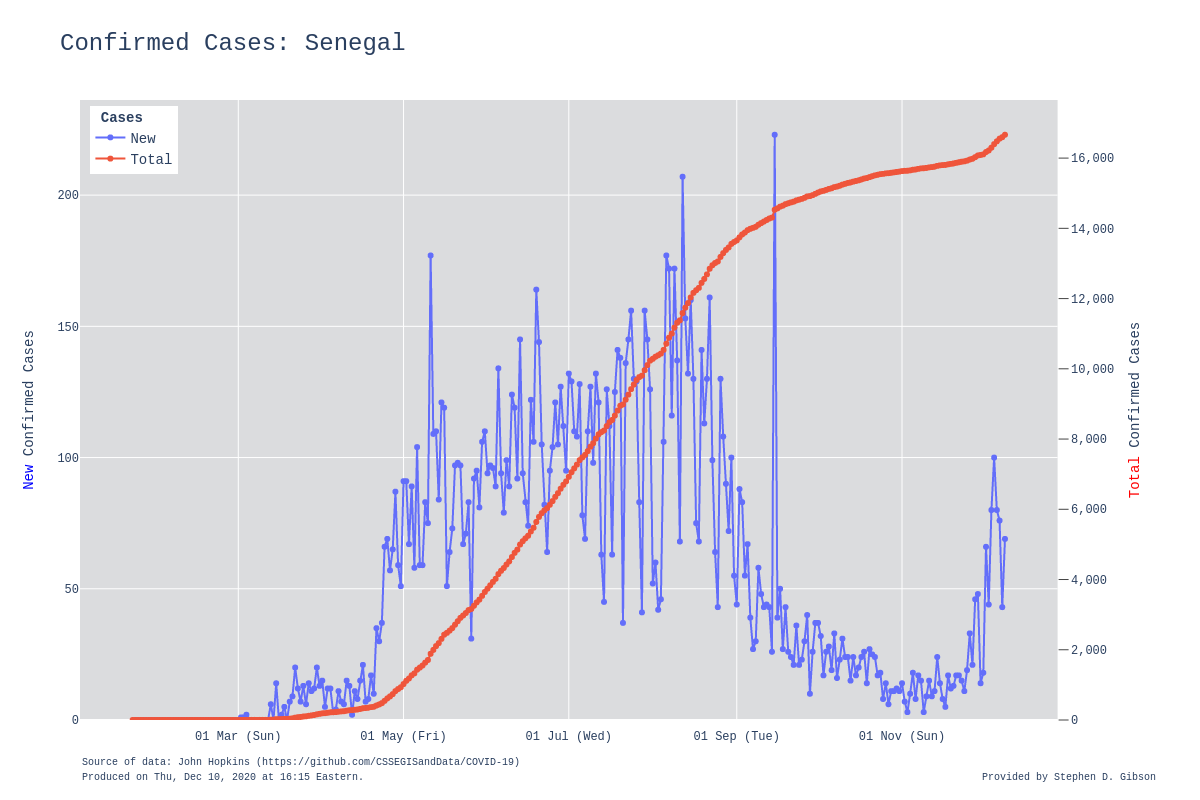 Confirmed Cases: Senegal
Cases
New
Total
200
150
100
50
0
16,000
14,000
12,000
10,000
8,000
6,000
4,000
2,000
0
New Confirmed Cases
Total Confirmed Cases
01 Mar (Sun) 01 May (Fri) 01 Jul (Wed) 01 Sep (Tue) 01 Nov (Sun)
Source of data: John Hopkins (https://github.com/CSSEGISandData/COVID-19)
Produced on Thu, Dec 10, 2020 at 16:15 Eastern.
Provided by Stephen D. Gibson